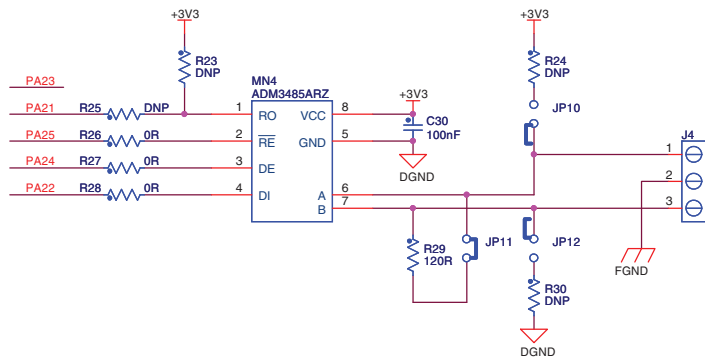 +3V3
+3V3
R23
DNP
R24
DNP
PA23
MN4
ADM3485ARZ
+3V3
JP10
PA21
R25
DNP
1
RO
VCC
8
C30
100nF
PA25
R26
0R
2
RE
GND
5
J4
1
PA24
R27
0R
3
DE
DGND
2
PA22
R28
0R
4
DI
A
6
B
7
3
R29
120R
JP11
JP12
FGND
R30
DNP
DGND